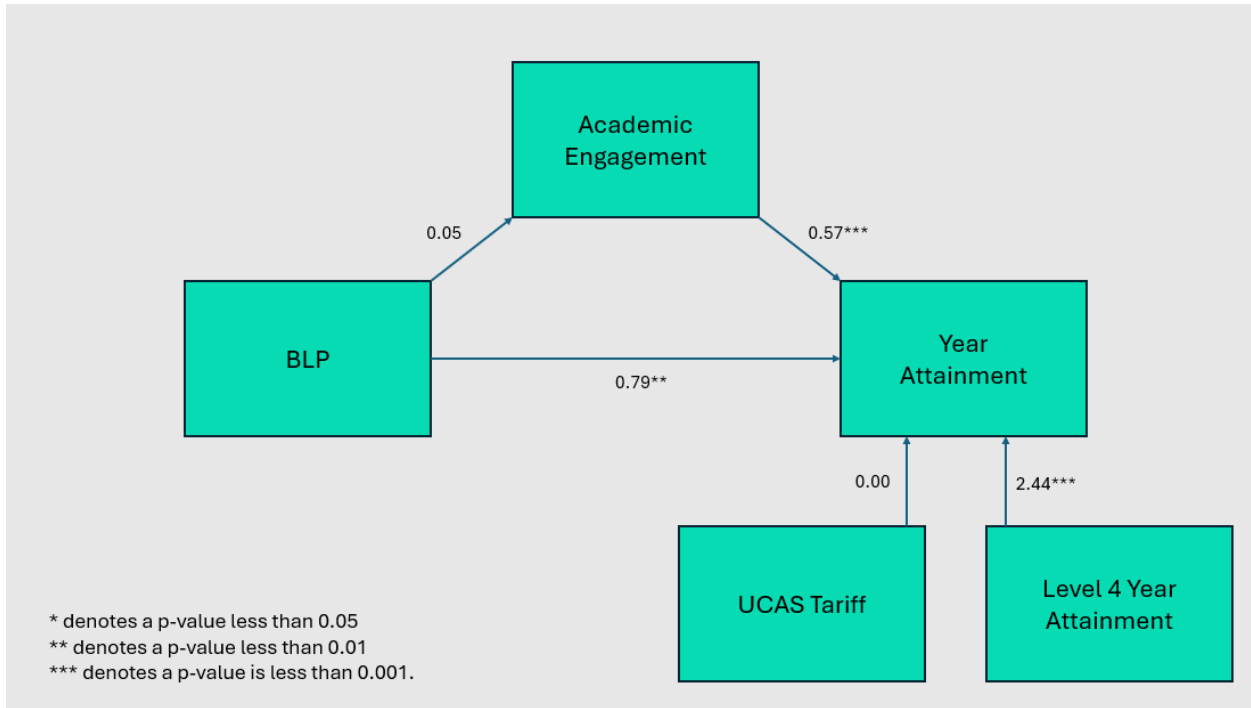 Academic
Engagement
0.05
0.57***
BLP
Year
Attainment
0.79**
0.00
2.44***
UCAS Tariff
Level 4 Year
Attainment
* denotes a p-value less than 0.05
** denotes a p-value less than 0.01
*** denotes a p-value is less than 0.001.